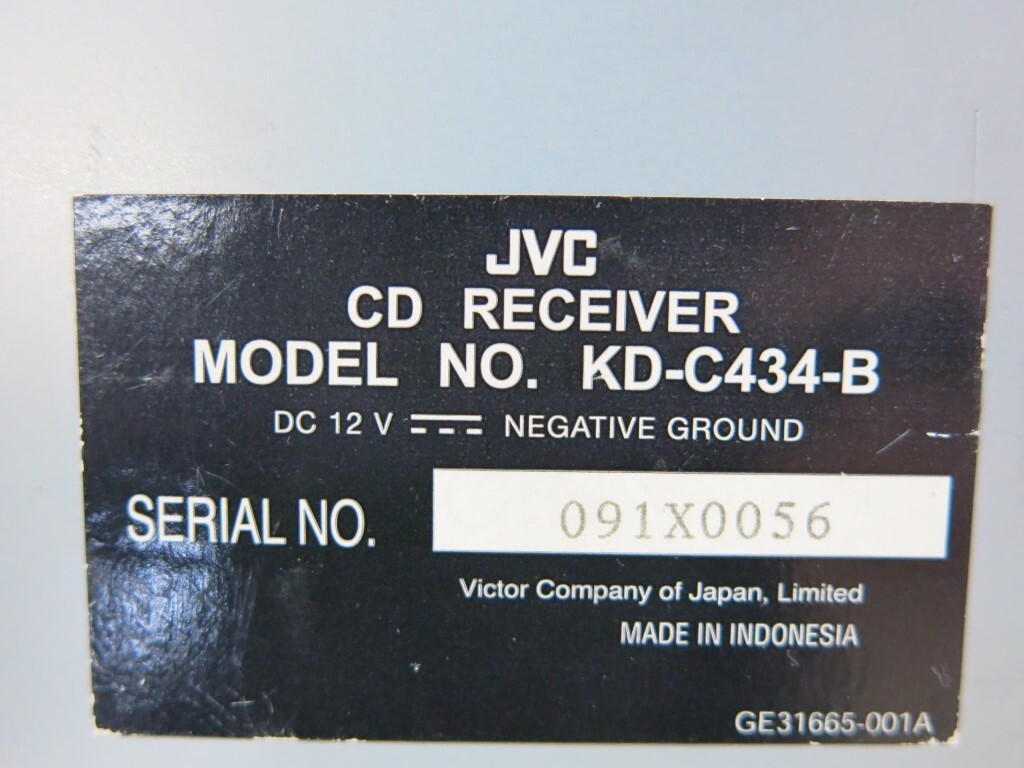 JVC
CD RECEIVER
MODEL NO. KD-C434-B
DC 12 V ⎓ NEGATIVE GROUND
SERIAL NO. 091X0056
Victor Company of Japan, Limited
MADE IN INDONESIA
GE31665-001A